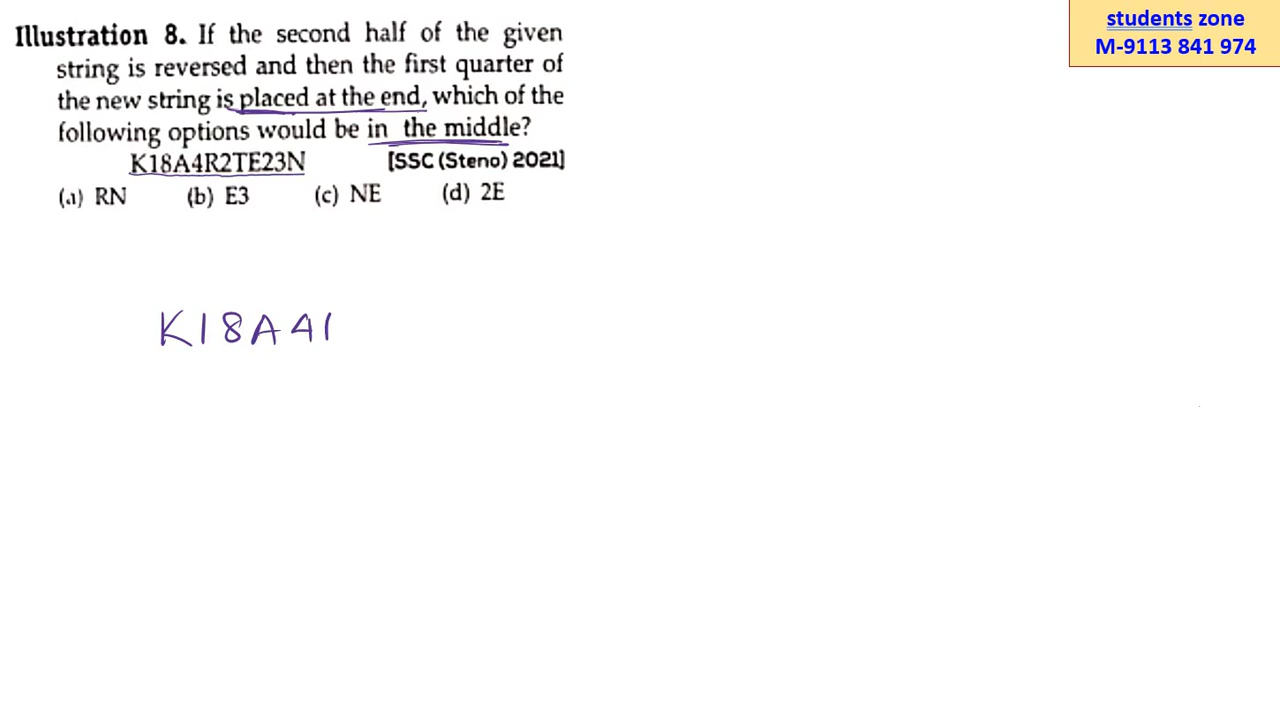 students zone
M-9113 841 974
Illustration 8. If the second half of the given
string is reversed and then the first quarter of
the new string is placed at the end, which of the
following options would be in the middle?
K18A4R2TE23N [SSC (Steno) 2021]
(a) RN (b) E3 (c) NE (d) 2E
K18A41